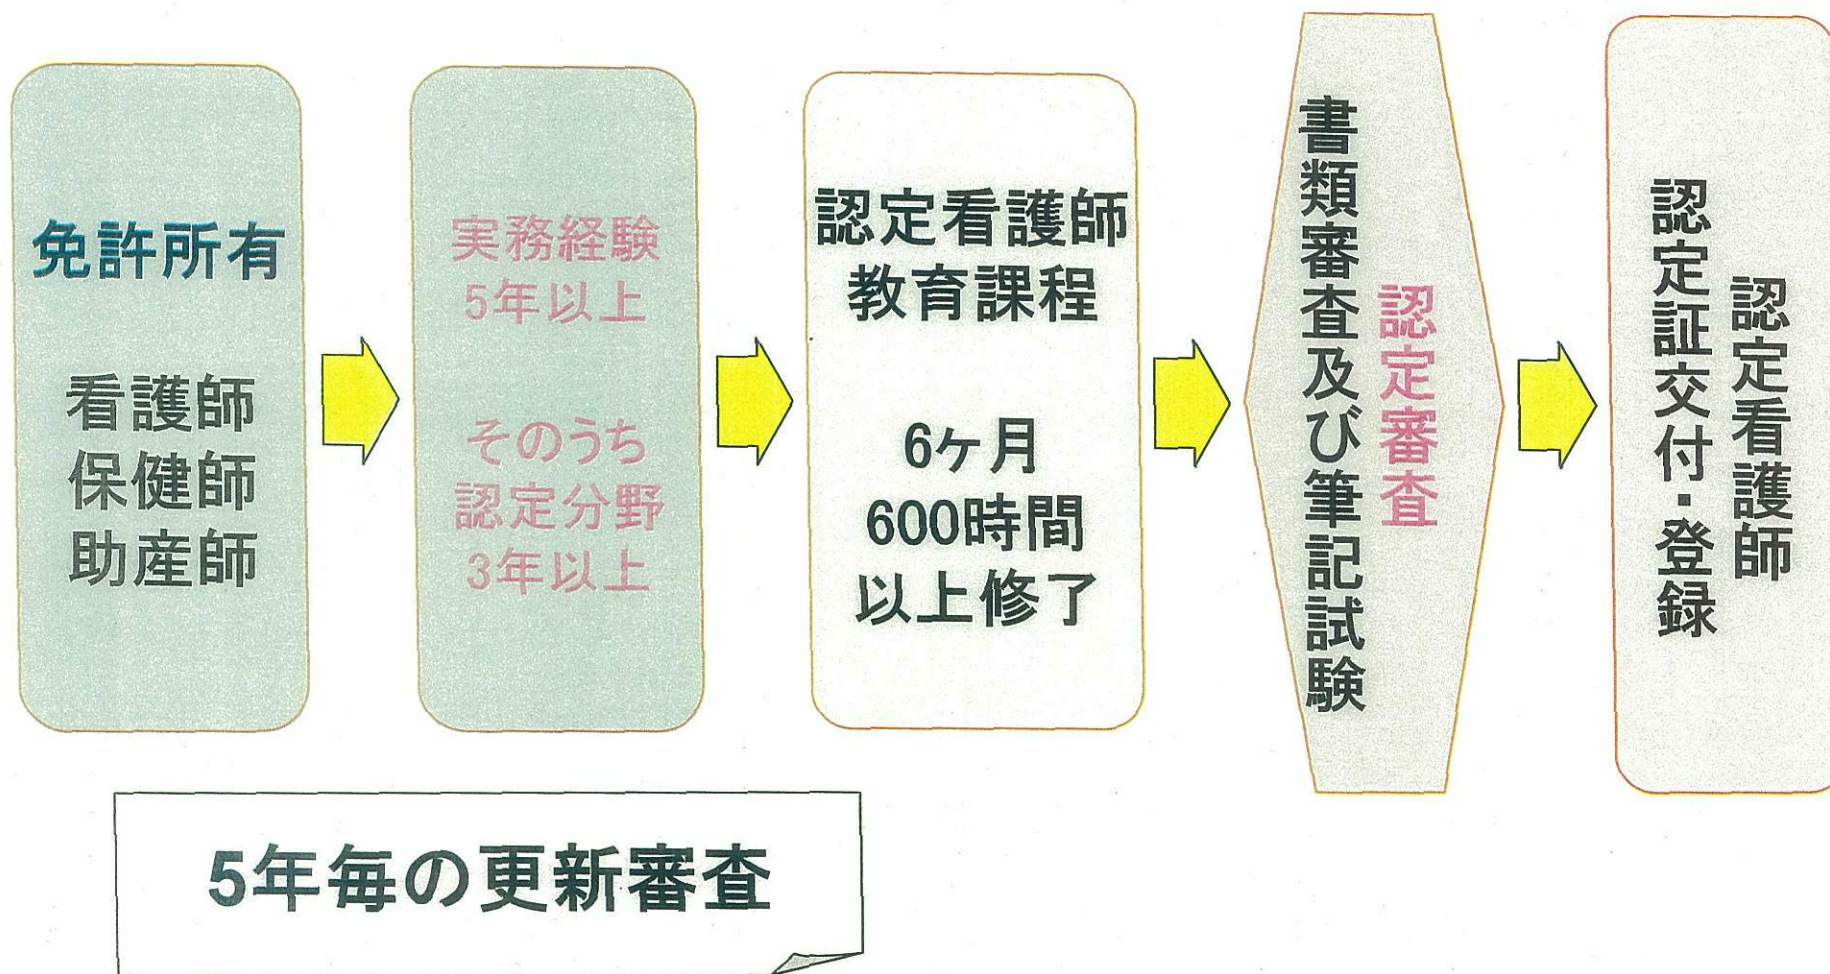 免許所有
看護師
保健師
助産師
実務経験
5年以上
そのうち
認定分野
3年以上
認定看護師
教育課程
6ヶ月
600時間
以上修了
認定審査
書類審査及び筆記試験
認定看護師
認定証交付・登録
5年毎の更新審査